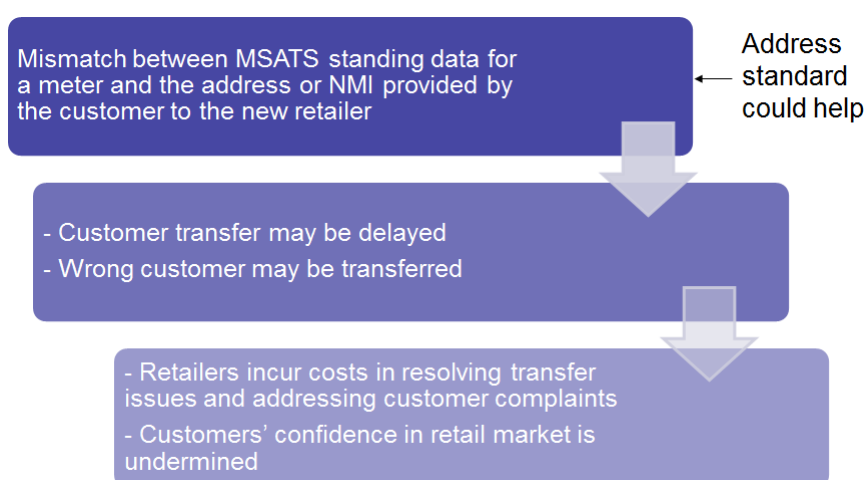 Mismatch between MSATS standing data for
a meter and the address or NMI provided by
the customer to the new retailer
Address
standard
could help
- Customer transfer may be delayed
- Wrong customer may be transferred
- Retailers incur costs in resolving transfer
issues and addressing customer complaints
- Customers’ confidence in retail market is
undermined